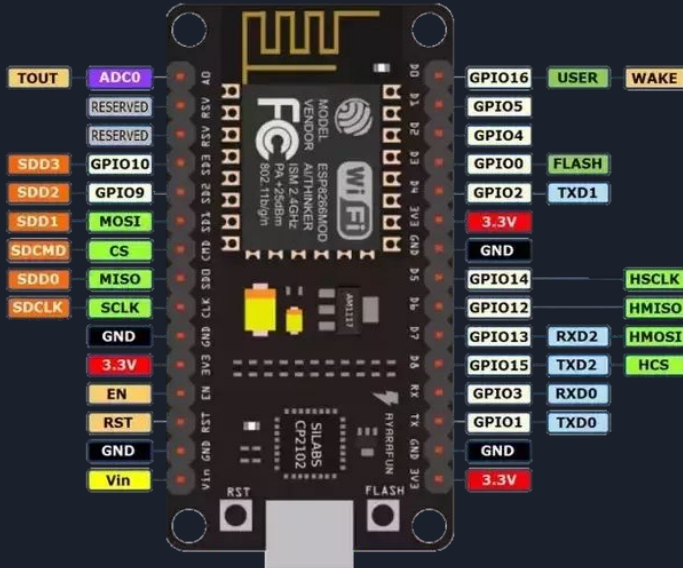 TOUT ADC0 A0 D0 GPIO16 USER WAKE
RESERVED RSV D1 GPIO5
RESERVED RSV D2 GPIO4
SDD3 GPIO10 SD3 D3 GPIO0 FLASH
SDD2 GPIO9 SD2 D4 GPIO2 TXD1
SDD1 MOSI SD1 3V3 3.3V
SDCMD CS CMD GND GND
SDD0 MISO SD0 D5 GPIO14 HSCLK
SDCLK SCLK CLK D6 GPIO12 HMISO
GND GND D7 GPIO13 RXD2 HMOSI
3.3V 3V3 D8 GPIO15 TXD2 HCS
EN EN RX GPIO3 RXD0
RST RST TX GPIO1 TXD0
GND GND GND GND
Vin Vin 3V3 3.3V
MODEL ESP8266MOD
VENDOR AI/THINKER
ISM 2.4GHz
PA +25dBm
802.11b/g/n
FC
Wi Fi
AM1117
SILABS
CP2102
AYARAFUN
RST
FLASH